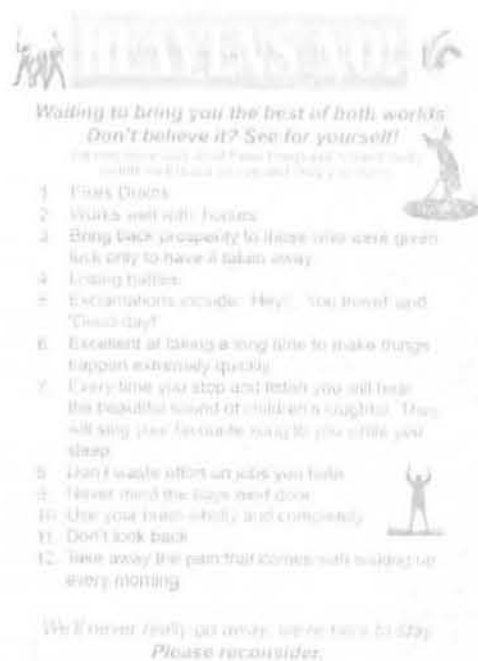 HEAVENS NO!
Waiting to bring you the best of both worlds
Don't believe it? See for yourself!
1. Drains
2. Works well with horses
3. Bring back prosperity to those who were given
luck only to have it taken away
4. Losing battles
5. Exclamations include: 'Hey!', 'You there!' and
'Good day!'
6. Excellent at taking a long time to make things
happen extremely quickly
7. Every time you stop and listen you will hear
the beautiful sound of children's laughter. They
will sing your favourite song to you while you
sleep
8. Don't waste effort on jobs you hate
9. Never mind the boys next door
10. Use your brain wholly and completely
11. Don't look back
12. Take away the pain that comes with waking up
every morning
We'll never really go away, we're here to stay
Please reconsider.